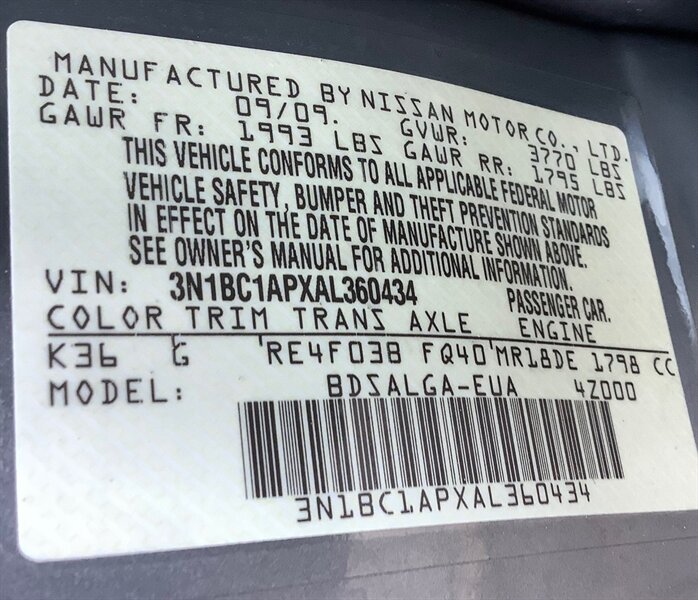 MANUFACTURED BY NISSAN MOTOR CO., LTD.
DATE: 09/09. GVWR: 3770 LBS
GAWR FR: 1993 LBS GAWR RR: 1795 LBS
THIS VEHICLE CONFORMS TO ALL APPLICABLE FEDERAL MOTOR
VEHICLE SAFETY, BUMPER AND THEFT PREVENTION STANDARDS
IN EFFECT ON THE DATE OF MANUFACTURE SHOWN ABOVE.
SEE OWNER'S MANUAL FOR ADDITIONAL INFORMATION.
VIN: 3N1BC1APXAL360434 PASSENGER CAR.
COLOR TRIM TRANS AXLE ENGINE
K36 G 'RE4F03B FQ40'MR18DE 1798 CC
MODEL: BDSALGA-EUA 4Z000
3N1BC1APXAL360434